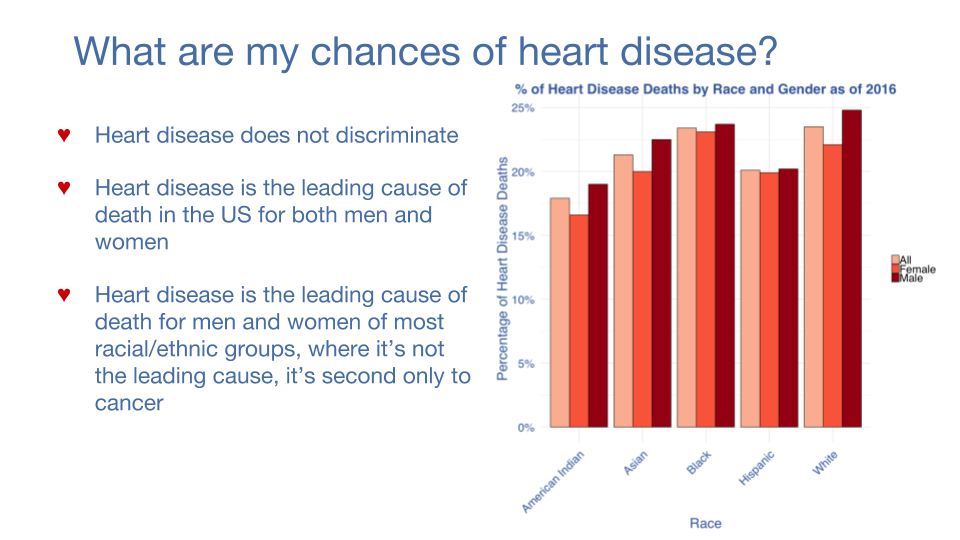 What are my chances of heart disease?
♥ Heart disease does not discriminate
♥ Heart disease is the leading cause of
death in the US for both men and
women
♥ Heart disease is the leading cause of
death for men and women of most
racial/ethnic groups, where it’s not
the leading cause, it’s second only to
cancer
% of Heart Disease Deaths by Race and Gender as of 2016
Percentage of Heart Disease Deaths
25%
20%
15%
10%
5%
0%
American Indian
Asian
Black
Hispanic
White
Race
All
Female
Male